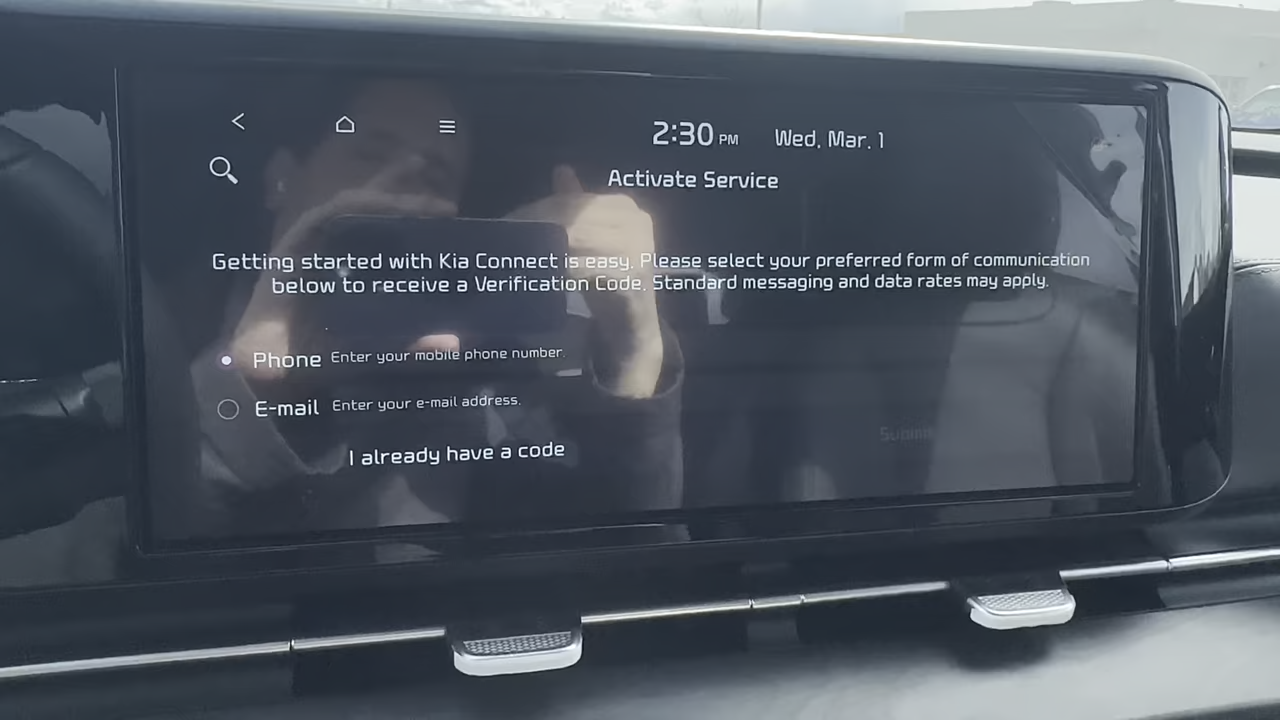 2:30 PM Wed, Mar. 1
Activate Service
Getting started with Kia Connect is easy. Please select your preferred form of communication
below to receive a Verification Code. Standard messaging and data rates may apply.
Phone Enter your mobile phone number.
E-mail Enter your e-mail address.
I already have a code